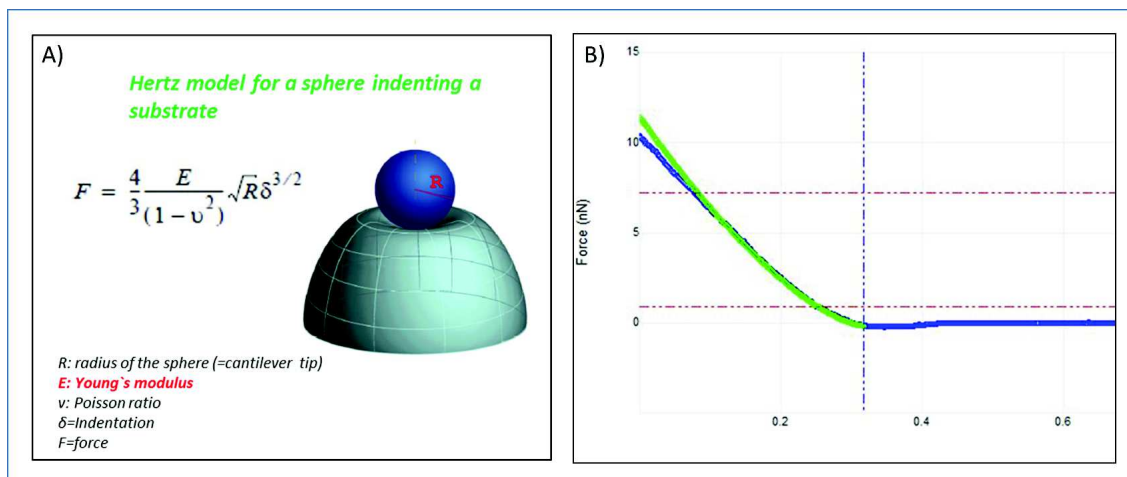 A)
Hertz model for a sphere indenting a
substrate
F = 4/3 E/(1 − υ²) √R δ^3/2
R
R: radius of the sphere (=cantilever tip)
E: Young`s modulus
ν: Poisson ratio
δ=Indentation
F=force
B)
15
10
5
0
Force (nN)
0.2 0.4 0.6